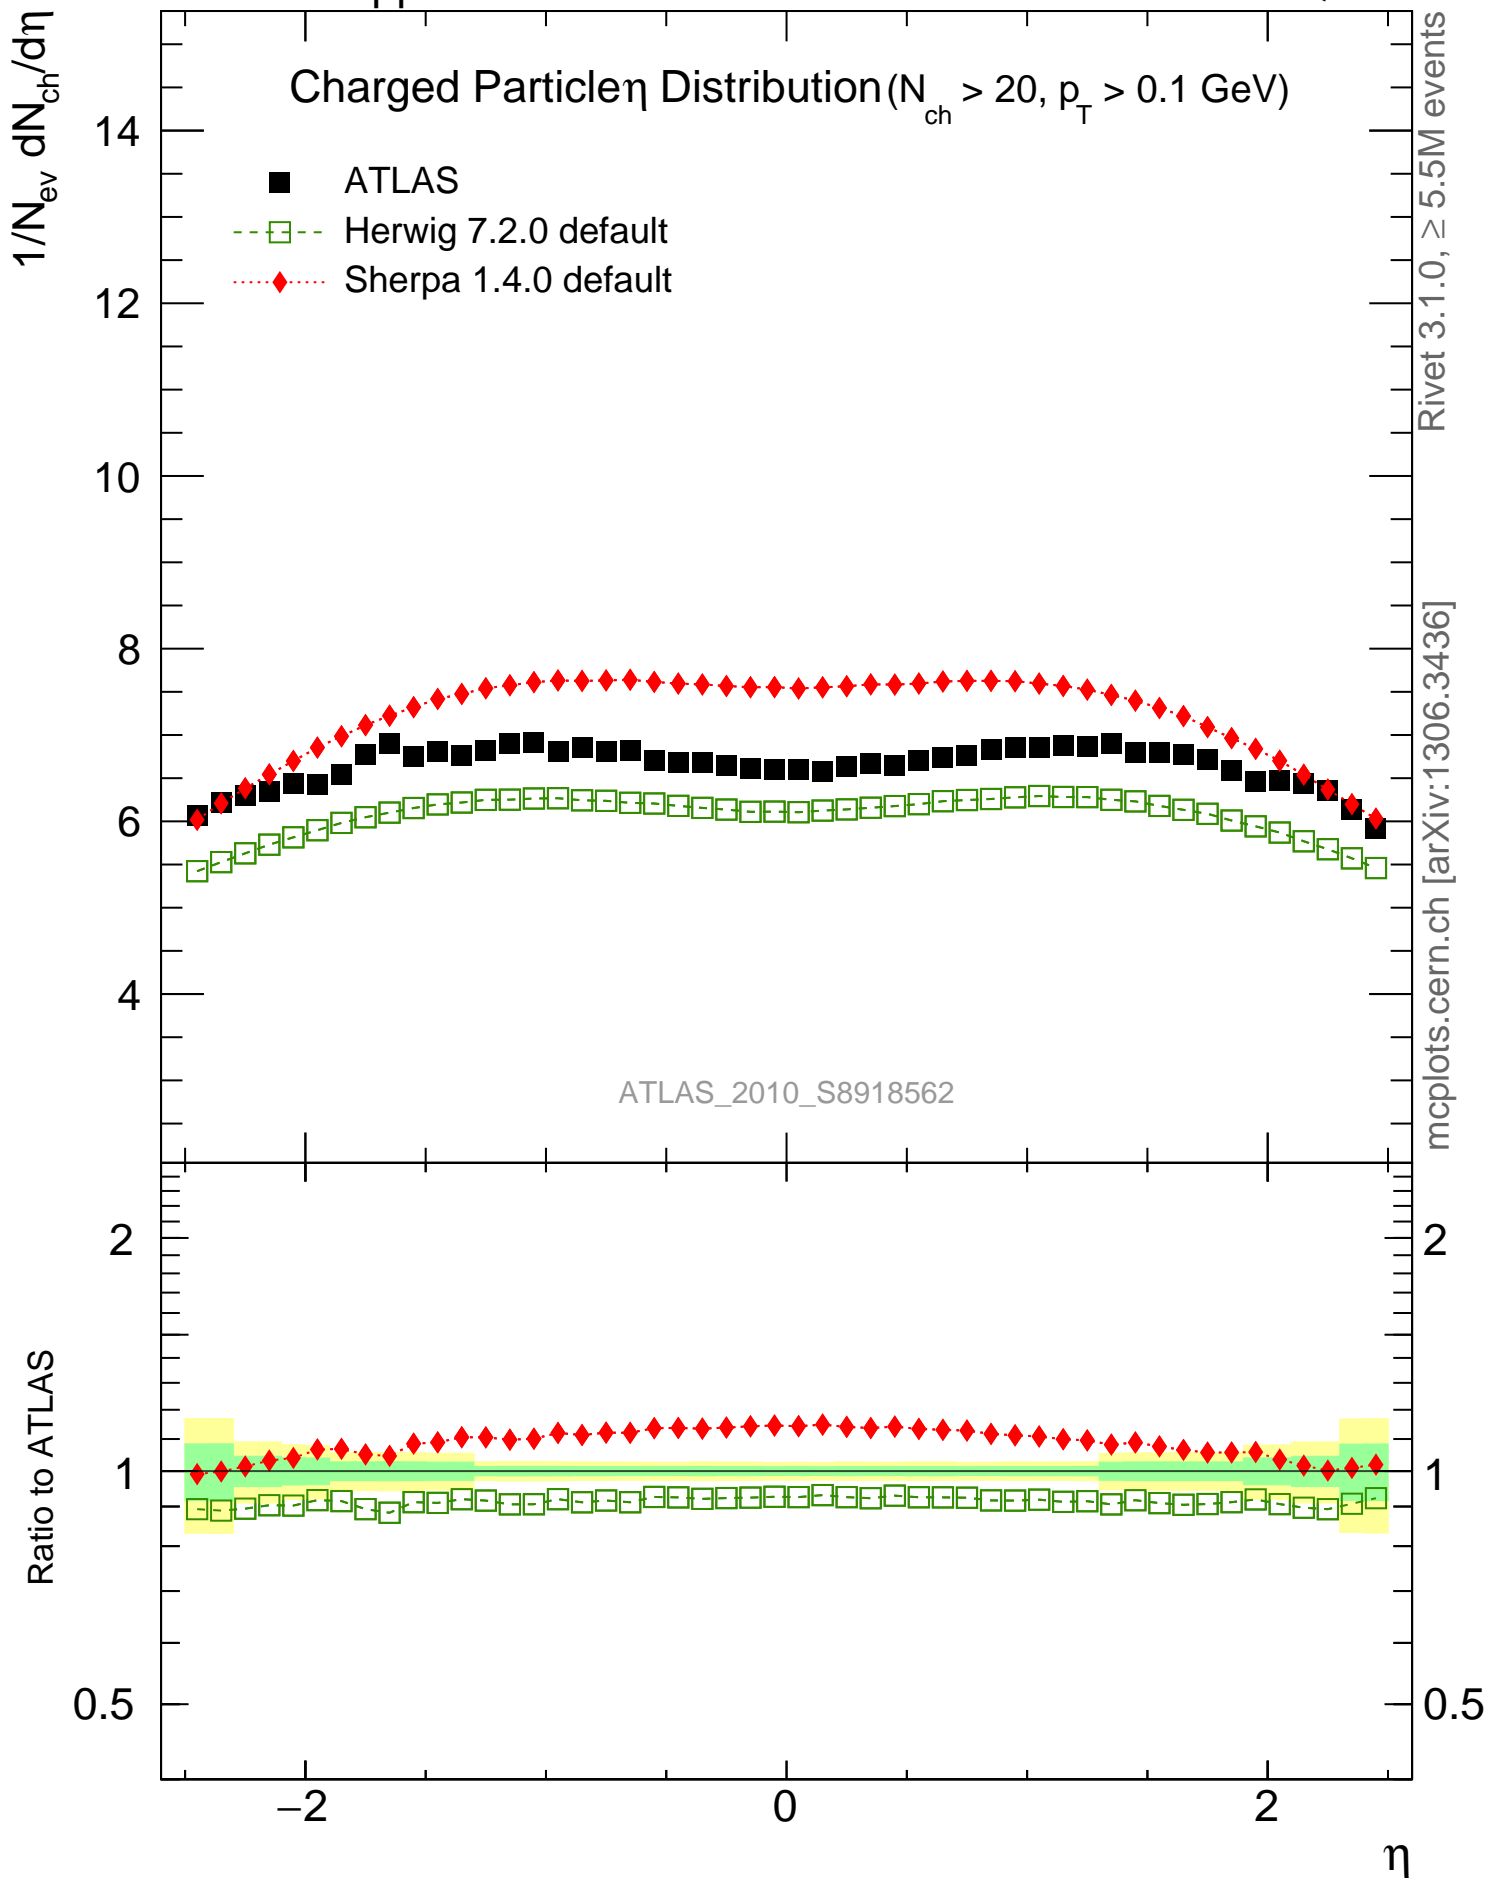 pp
Charged Particleη Distribution (N_ch > 20, p_T > 0.1 GeV)
ATLAS
Herwig 7.2.0 default
Sherpa 1.4.0 default
1/N_ev dN_ch/dη
14
12
10
8
6
4
ATLAS_2010_S8918562
Rivet 3.1.0, ≥ 5.5M events
mcplots.cern.ch [arXiv:1306.3436]
Ratio to ATLAS
2
1
0.5
2
1
0.5
−2
0
2
η